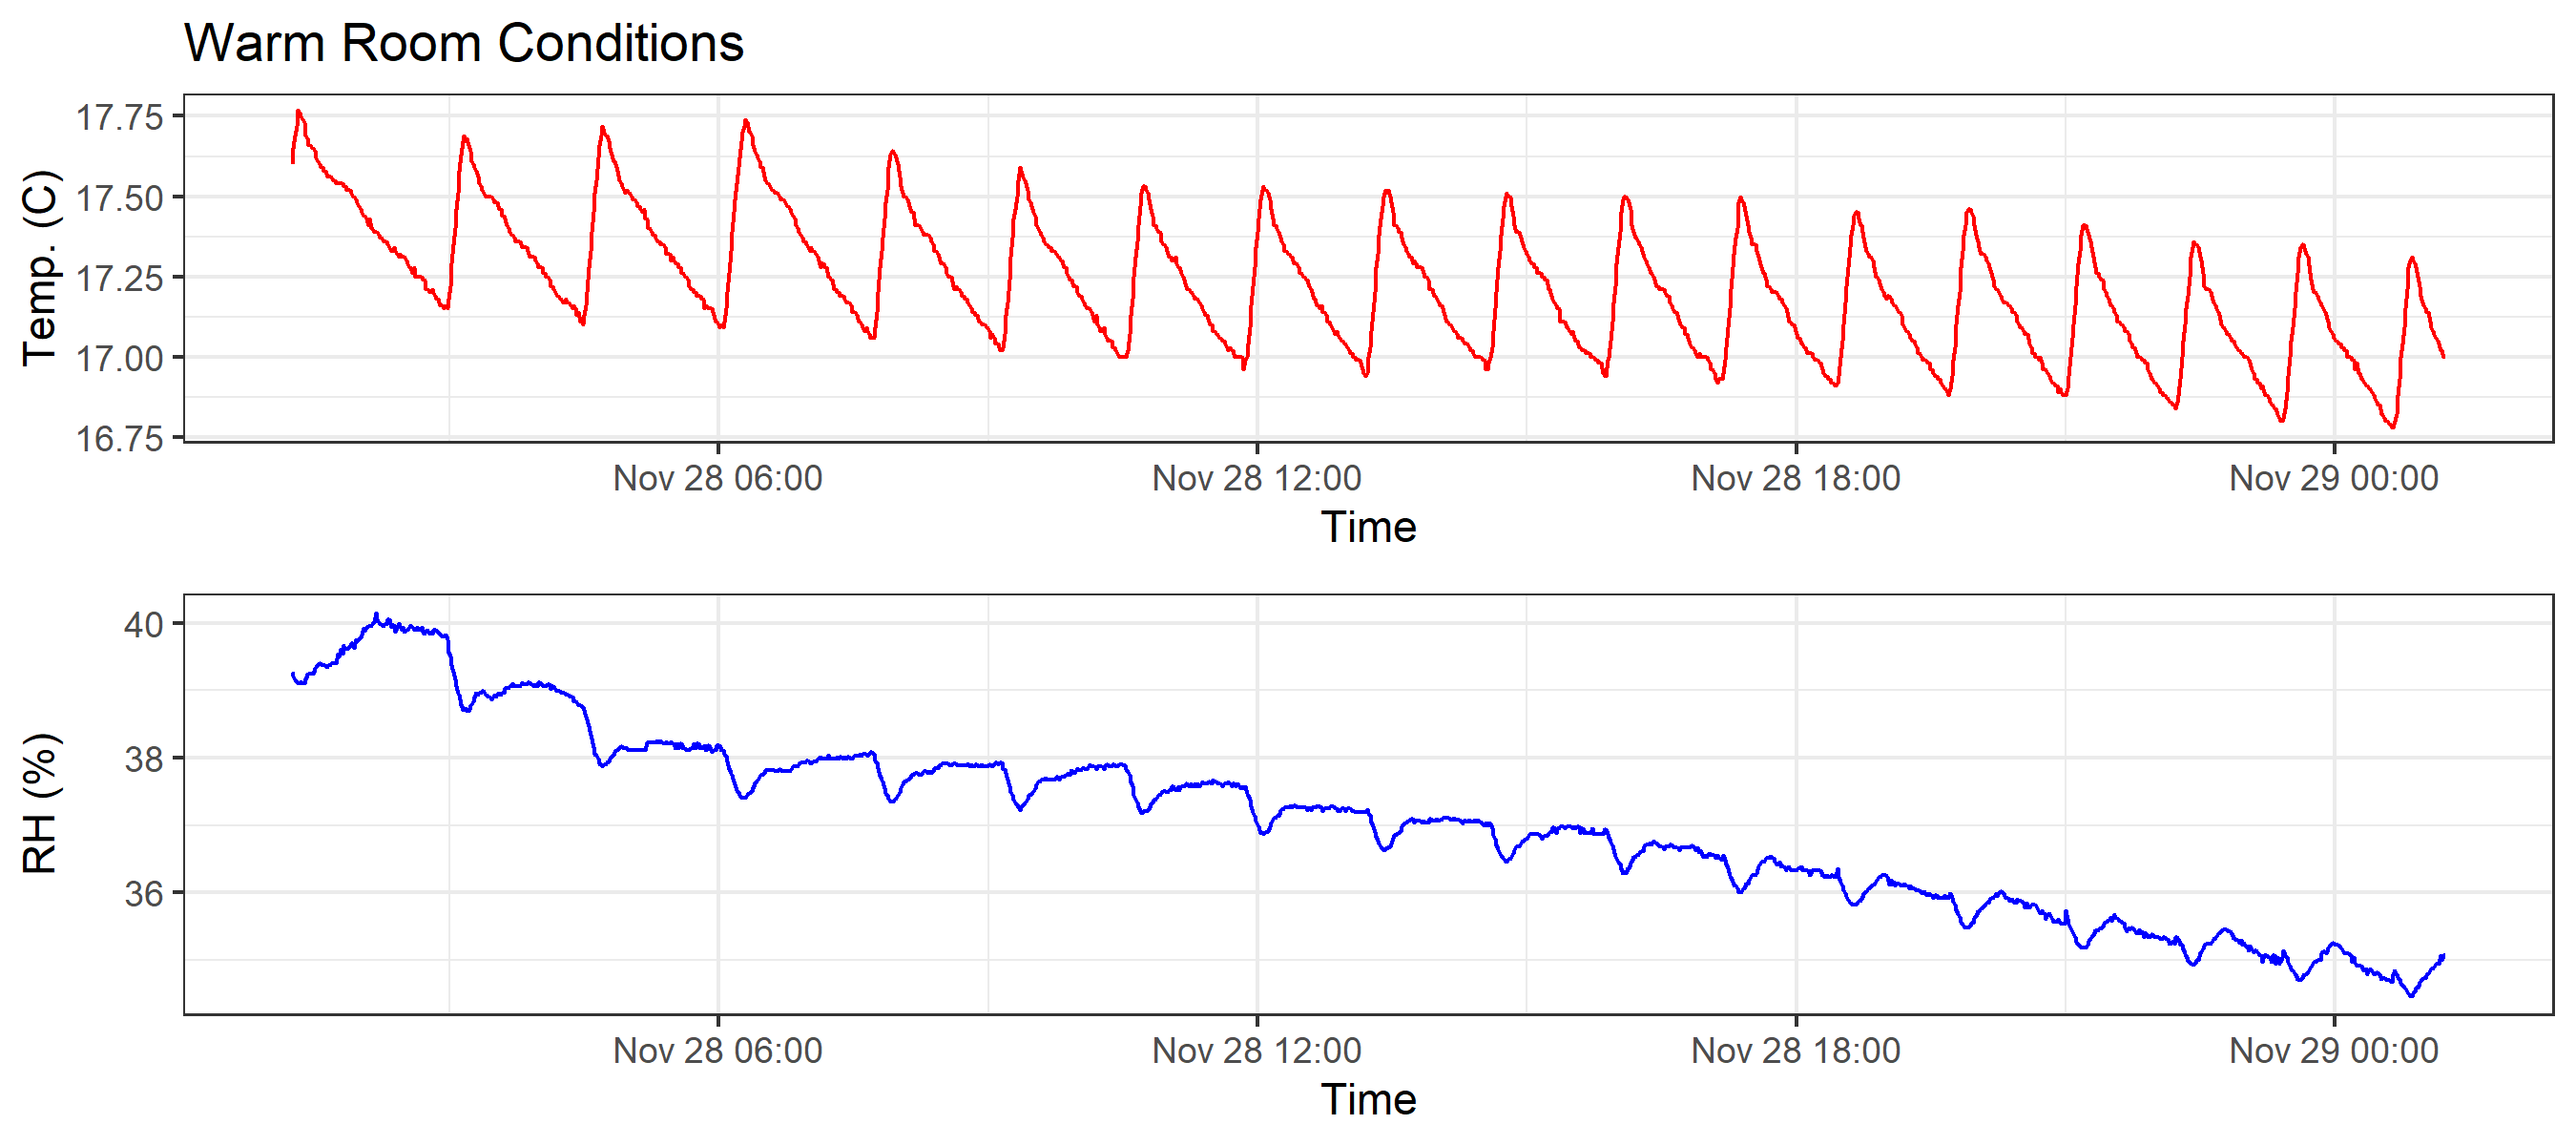 Warm Room Conditions
Temp. (C)
17.75
17.50
17.25
17.00
16.75
Nov 28 06:00 Nov 28 12:00 Nov 28 18:00 Nov 29 00:00
Time
RH (%)
40
38
36
Nov 28 06:00 Nov 28 12:00 Nov 28 18:00 Nov 29 00:00
Time